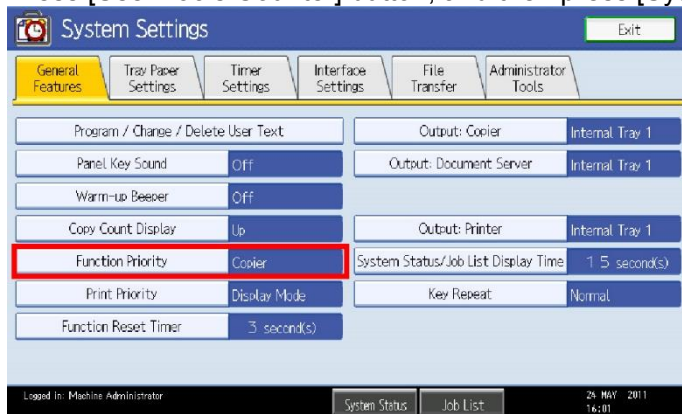 System Settings
Exit
General Features
Tray Paper Settings
Timer Settings
Interface Settings
File Transfer
Administrator Tools
Program / Change / Delete User Text
Output: Copier Internal Tray 1
Panel Key Sound Off
Output: Document Server Internal Tray 1
Warm-up Beeper Off
Copy Count Display Up
Output: Printer Internal Tray 1
Function Priority Copier
System Status/Job List Display Time 15 second(s)
Print Priority Display Mode
Key Repeat Normal
Function Reset Timer 3 second(s)
Logged in: Machine Administrator
System Status
Job List
24 MAY 2011
16:01